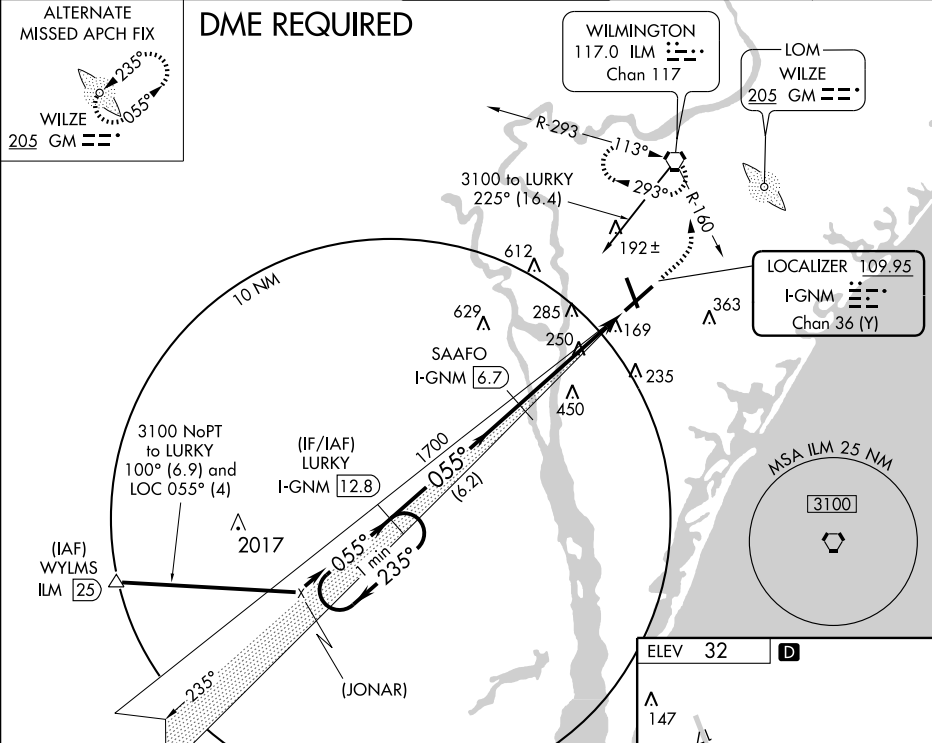 ALTERNATE
MISSED APCH FIX
235°
055°
WILZE
205 GM
DME REQUIRED
WILMINGTON
117.0 ILM
Chan 117
LOM
WILZE
205 GM
R-293
113°
293°
R-160
3100 to LURKY
225° (16.4)
192±
612
10 NM
LOCALIZER 109.95
I-GNM
Chan 36 (Y)
629
285
363
250
169
SAAFO
I-GNM 6.7
235
450
3100 NoPT
to LURKY
100° (6.9) and
LOC 055° (4)
(IF/IAF)
LURKY
I-GNM 12.8
1700
055°
(6.2)
MSA ILM 25 NM
3100
2017
(IAF)
WYLMS
ILM 25
055°
1 min
235°
235°
(JONAR)
ELEV 32 D
147